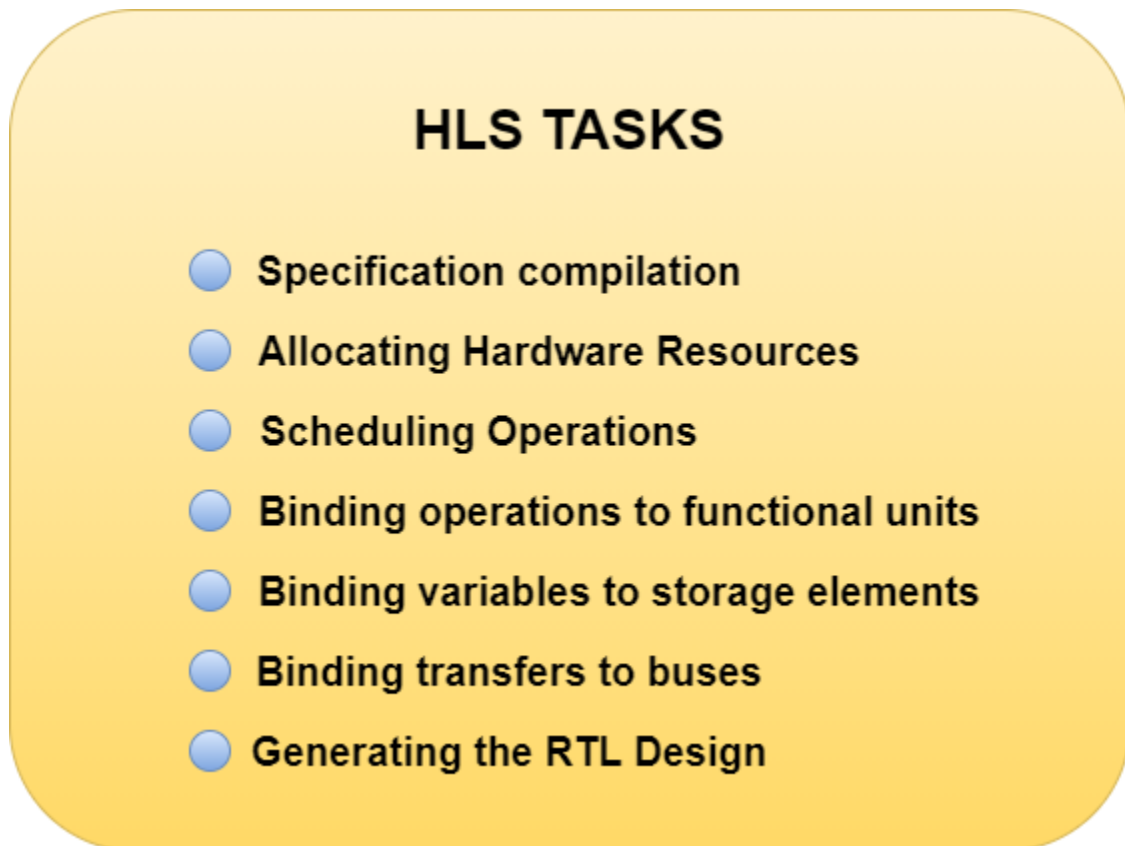 HLS TASKS
Specification compilation
Allocating Hardware Resources
Scheduling Operations
Binding operations to functional units
Binding variables to storage elements
Binding transfers to buses
Generating the RTL Design